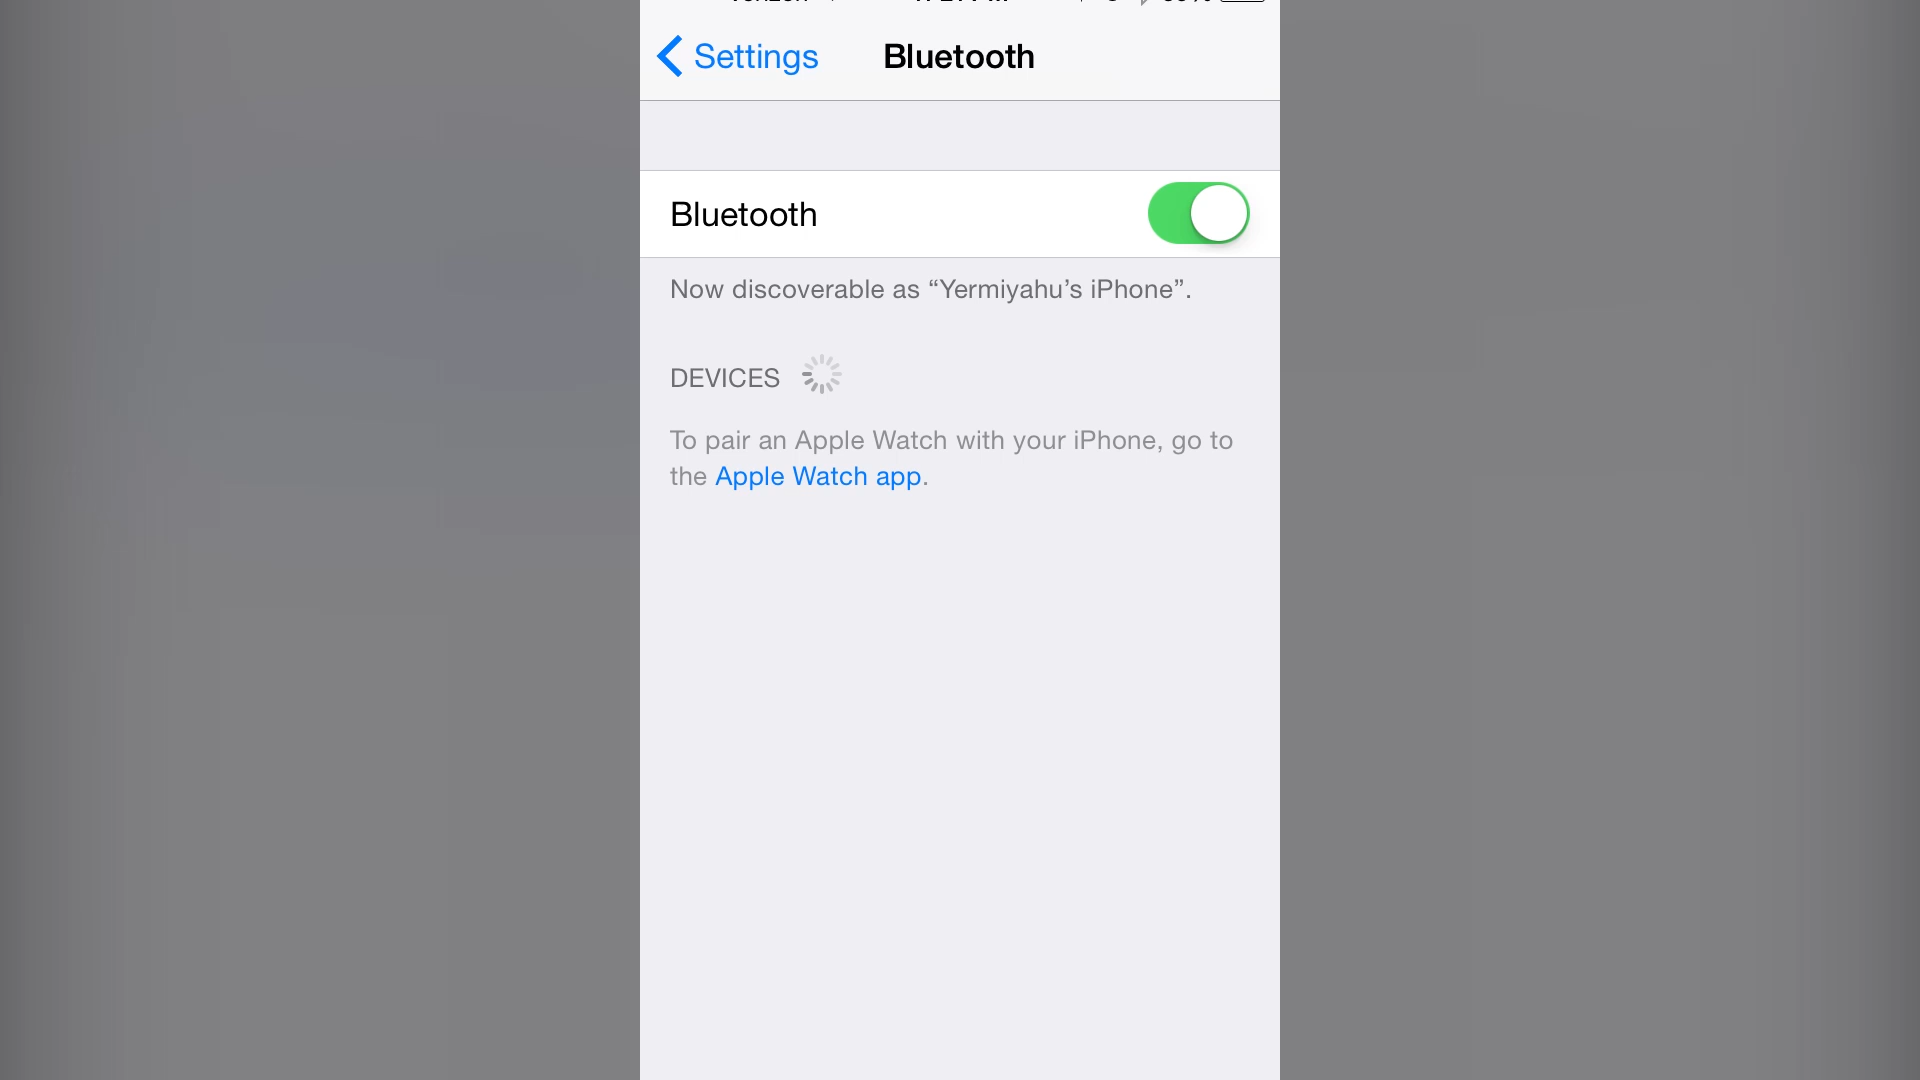 Settings
Bluetooth
Bluetooth
Now discoverable as “Yermiyahu’s iPhone”.
DEVICES
To pair an Apple Watch with your iPhone, go to
the Apple Watch app.